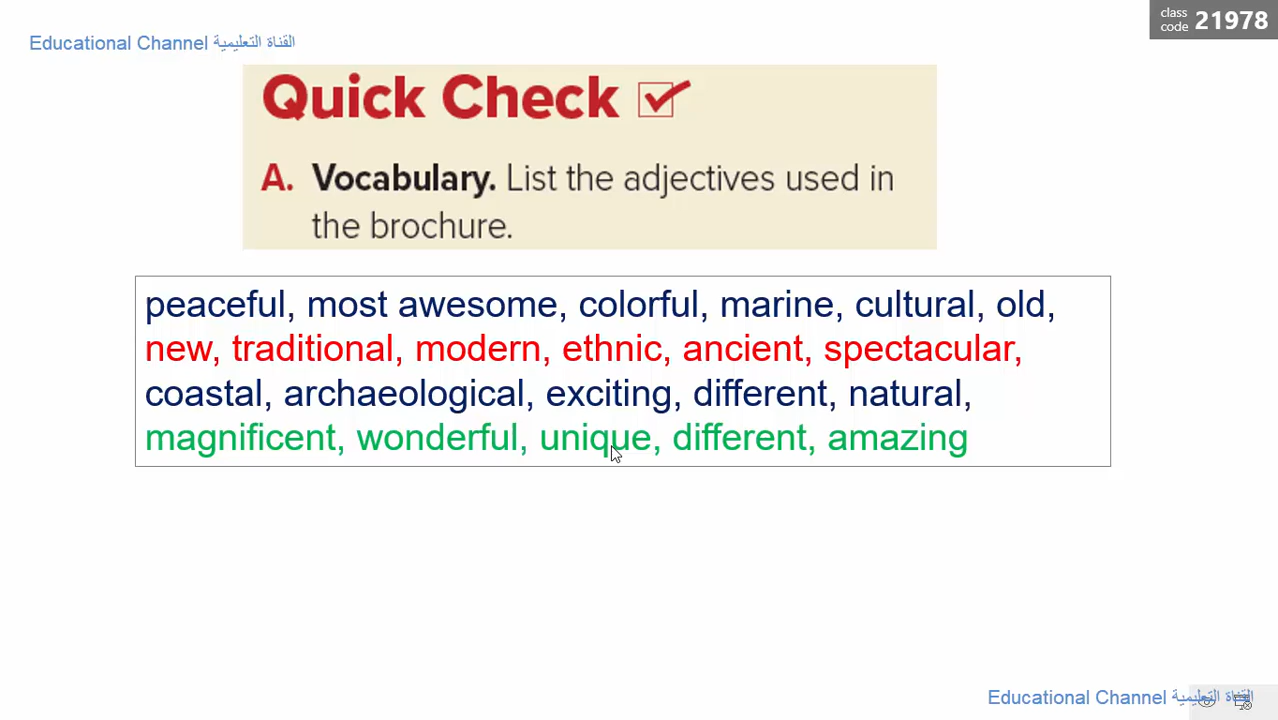 class
code 21978
Educational Channel القناة التعليمية
Quick Check
A. Vocabulary. List the adjectives used in
the brochure.
peaceful, most awesome, colorful, marine, cultural, old,
new, traditional, modern, ethnic, ancient, spectacular,
coastal, archaeological, exciting, different, natural,
magnificent, wonderful, unique, different, amazing
Educational Channel القناة التعليمية